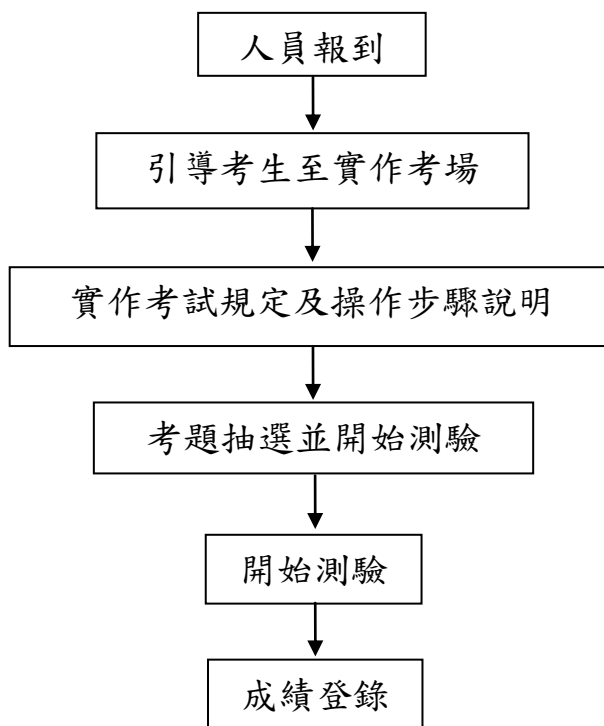 人員報到
引導考生至實作考場
實作考試規定及操作步驟說明
考題抽選並開始測驗
開始測驗
成績登錄